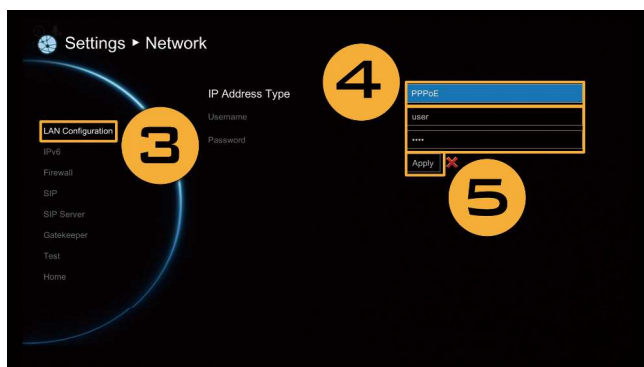 Settings ▸ Network
4
IP Address Type
PPPoE
Username
user
LAN Configuration
3
Password
••••
IPv6
Apply
Firewall
5
SIP
SIP Server
Gatekeeper
Test
Home